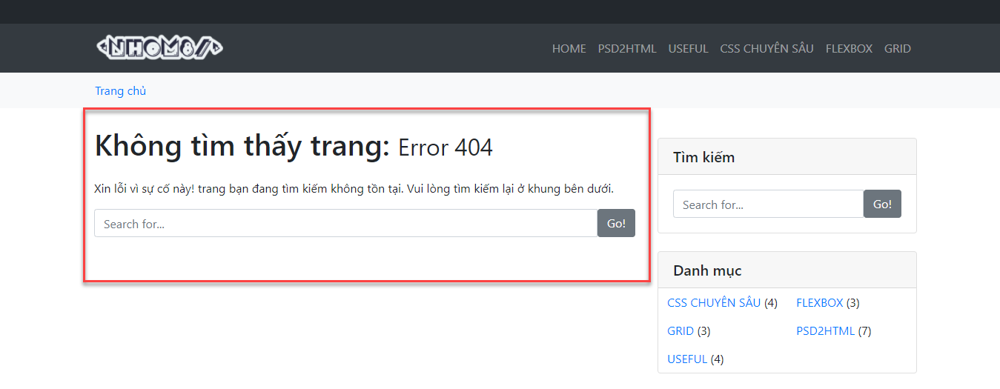 <NHOM8/>
HOME PSD2HTML USEFUL CSS CHUYÊN SÂU FLEXBOX GRID
Trang chủ
Không tìm thấy trang: Error 404
Xin lỗi vì sự cố này! trang bạn đang tìm kiếm không tồn tại. Vui lòng tìm kiếm lại ở khung bên dưới.
Search for... Go!
Tìm kiếm
Search for... Go!
Danh mục
CSS CHUYÊN SÂU (4) FLEXBOX (3)
GRID (3) PSD2HTML (7)
USEFUL (4)